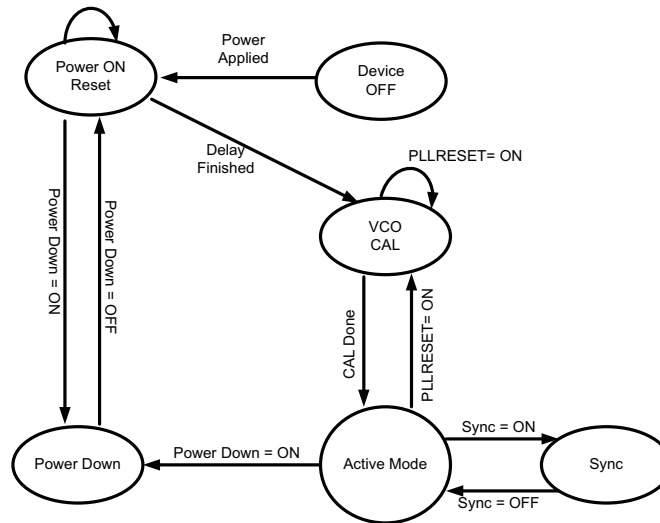 Power ON
Reset
Power
Applied
Device
OFF
Delay
Finished
PLLRESET= ON
VCO
CAL
Power Down = ON
Power Down = OFF
CAL Done
PLLRESET= ON
Power Down
Power Down = ON
Active Mode
Sync = ON
Sync = OFF
Sync